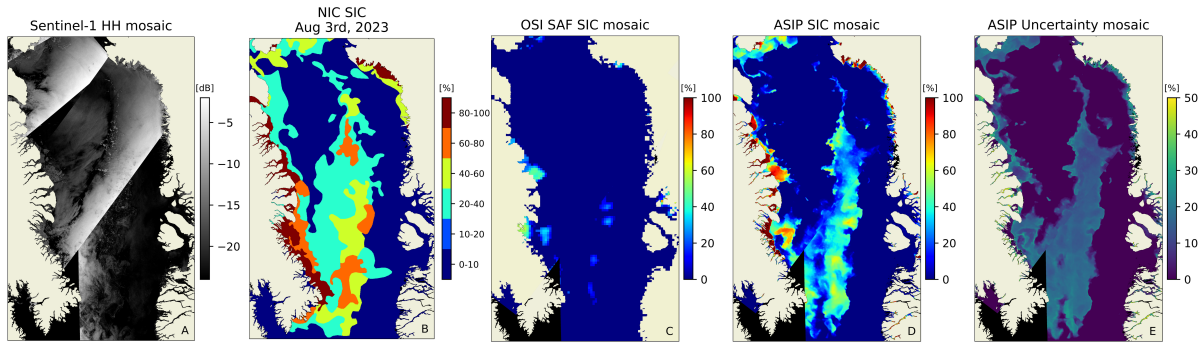 Sentinel-1 HH mosaic
[dB]
−5
−10
−15
−20
A
NIC SIC
Aug 3rd, 2023
[%]
80-100
60-80
40-60
20-40
10-20
0-10
B
OSI SAF SIC mosaic
[%]
100
80
60
40
20
0
C
ASIP SIC mosaic
[%]
100
80
60
40
20
0
D
ASIP Uncertainty mosaic
[%]
50
40
30
20
10
0
E